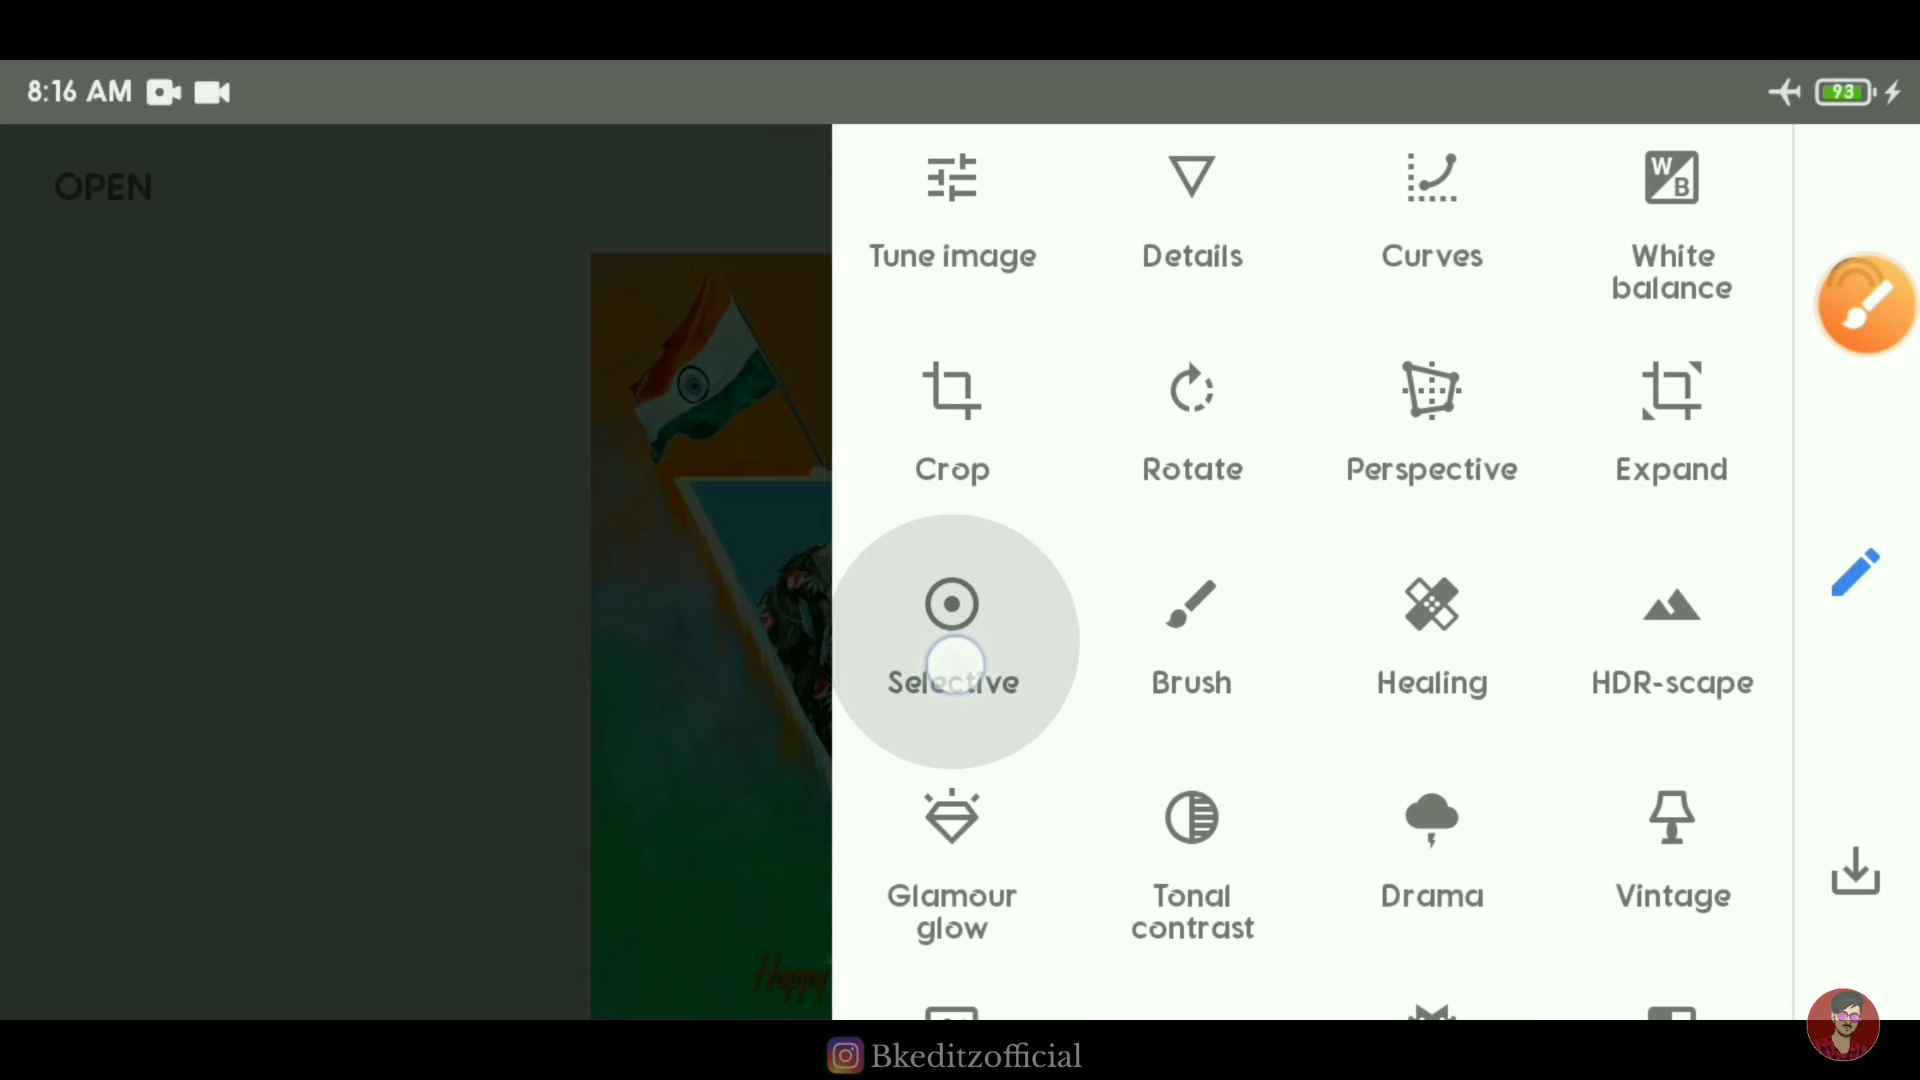 8:16 AM
93
OPEN
Tune image
Details
Curves
W
B
White
balance
Crop
Rotate
Perspective
Expand
Selective
Brush
Healing
HDR-scape
Glamour
glow
Tonal
contrast
Drama
Vintage
Happy
Bkeditzofficial